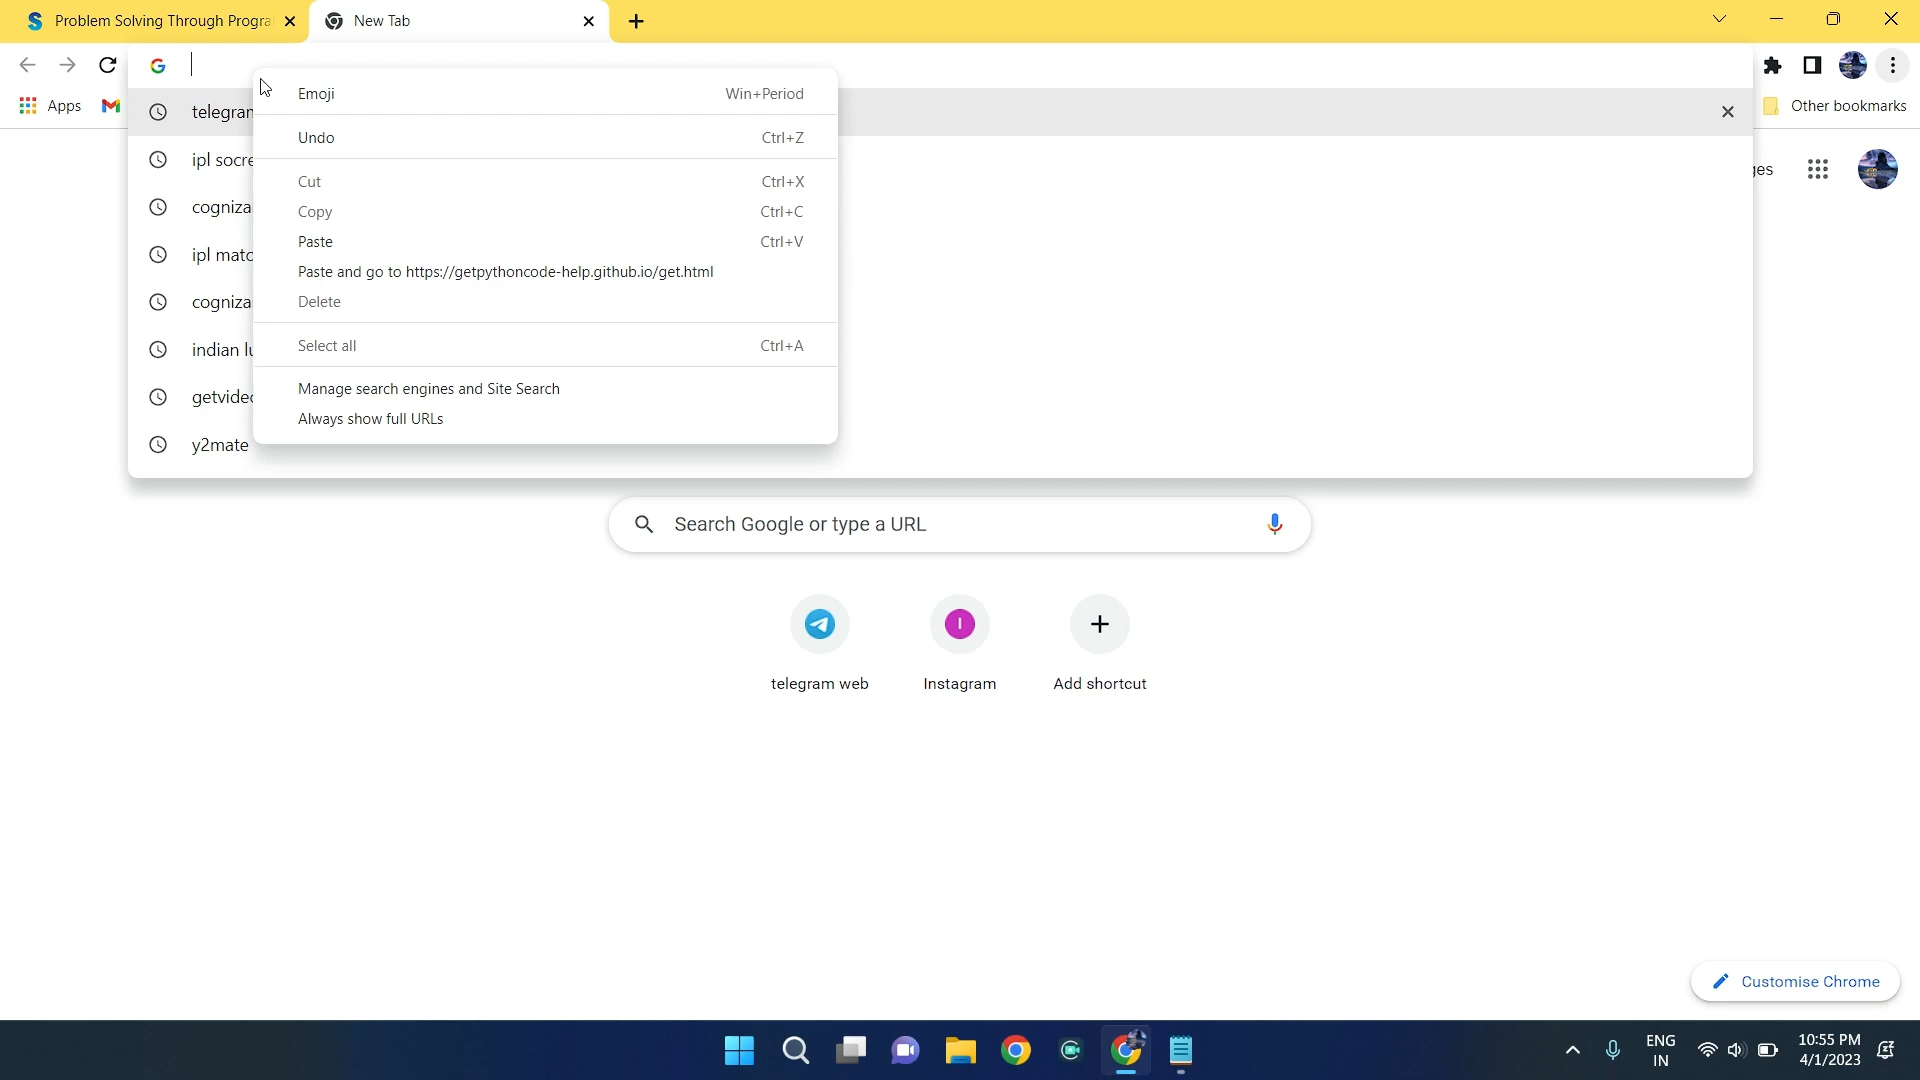 Problem Solving Through Progra
New Tab
Apps
Other bookmarks
telegram
ipl socre
cogniza
ipl matc
cogniza
indian lu
getvideo
y2mate
Emoji Win+Period
Undo Ctrl+Z
Cut Ctrl+X
Copy Ctrl+C
Paste Ctrl+V
Paste and go to https://getpythoncode-help.github.io/get.html
Delete
Select all Ctrl+A
Manage search engines and Site Search
Always show full URLs
Search Google or type a URL
telegram web
Instagram
Add shortcut
Customise Chrome
ENG
IN
10:55 PM
4/1/2023